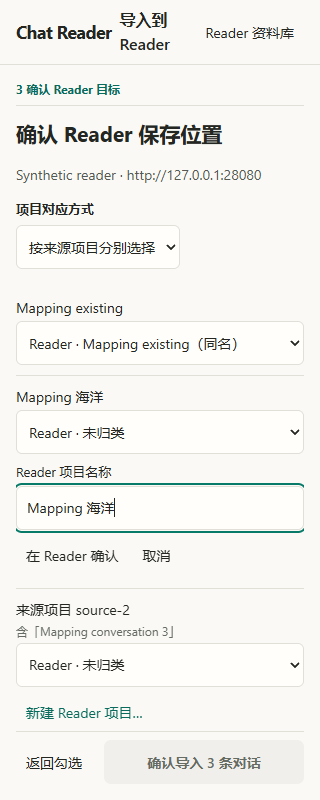 Chat Reader
导入到
Reader
Reader 资料库
3 确认 Reader 目标
确认 Reader 保存位置
Synthetic reader · http://127.0.0.1:28080
项目对应方式
按来源项目分别选择
Mapping existing
Reader · Mapping existing（同名）
Mapping 海洋
Reader · 未归类
Reader 项目名称
Mapping 海洋
在 Reader 确认 取消
来源项目 source-2
含「Mapping conversation 3」
Reader · 未归类
新建 Reader 项目...
返回勾选 确认导入 3 条对话